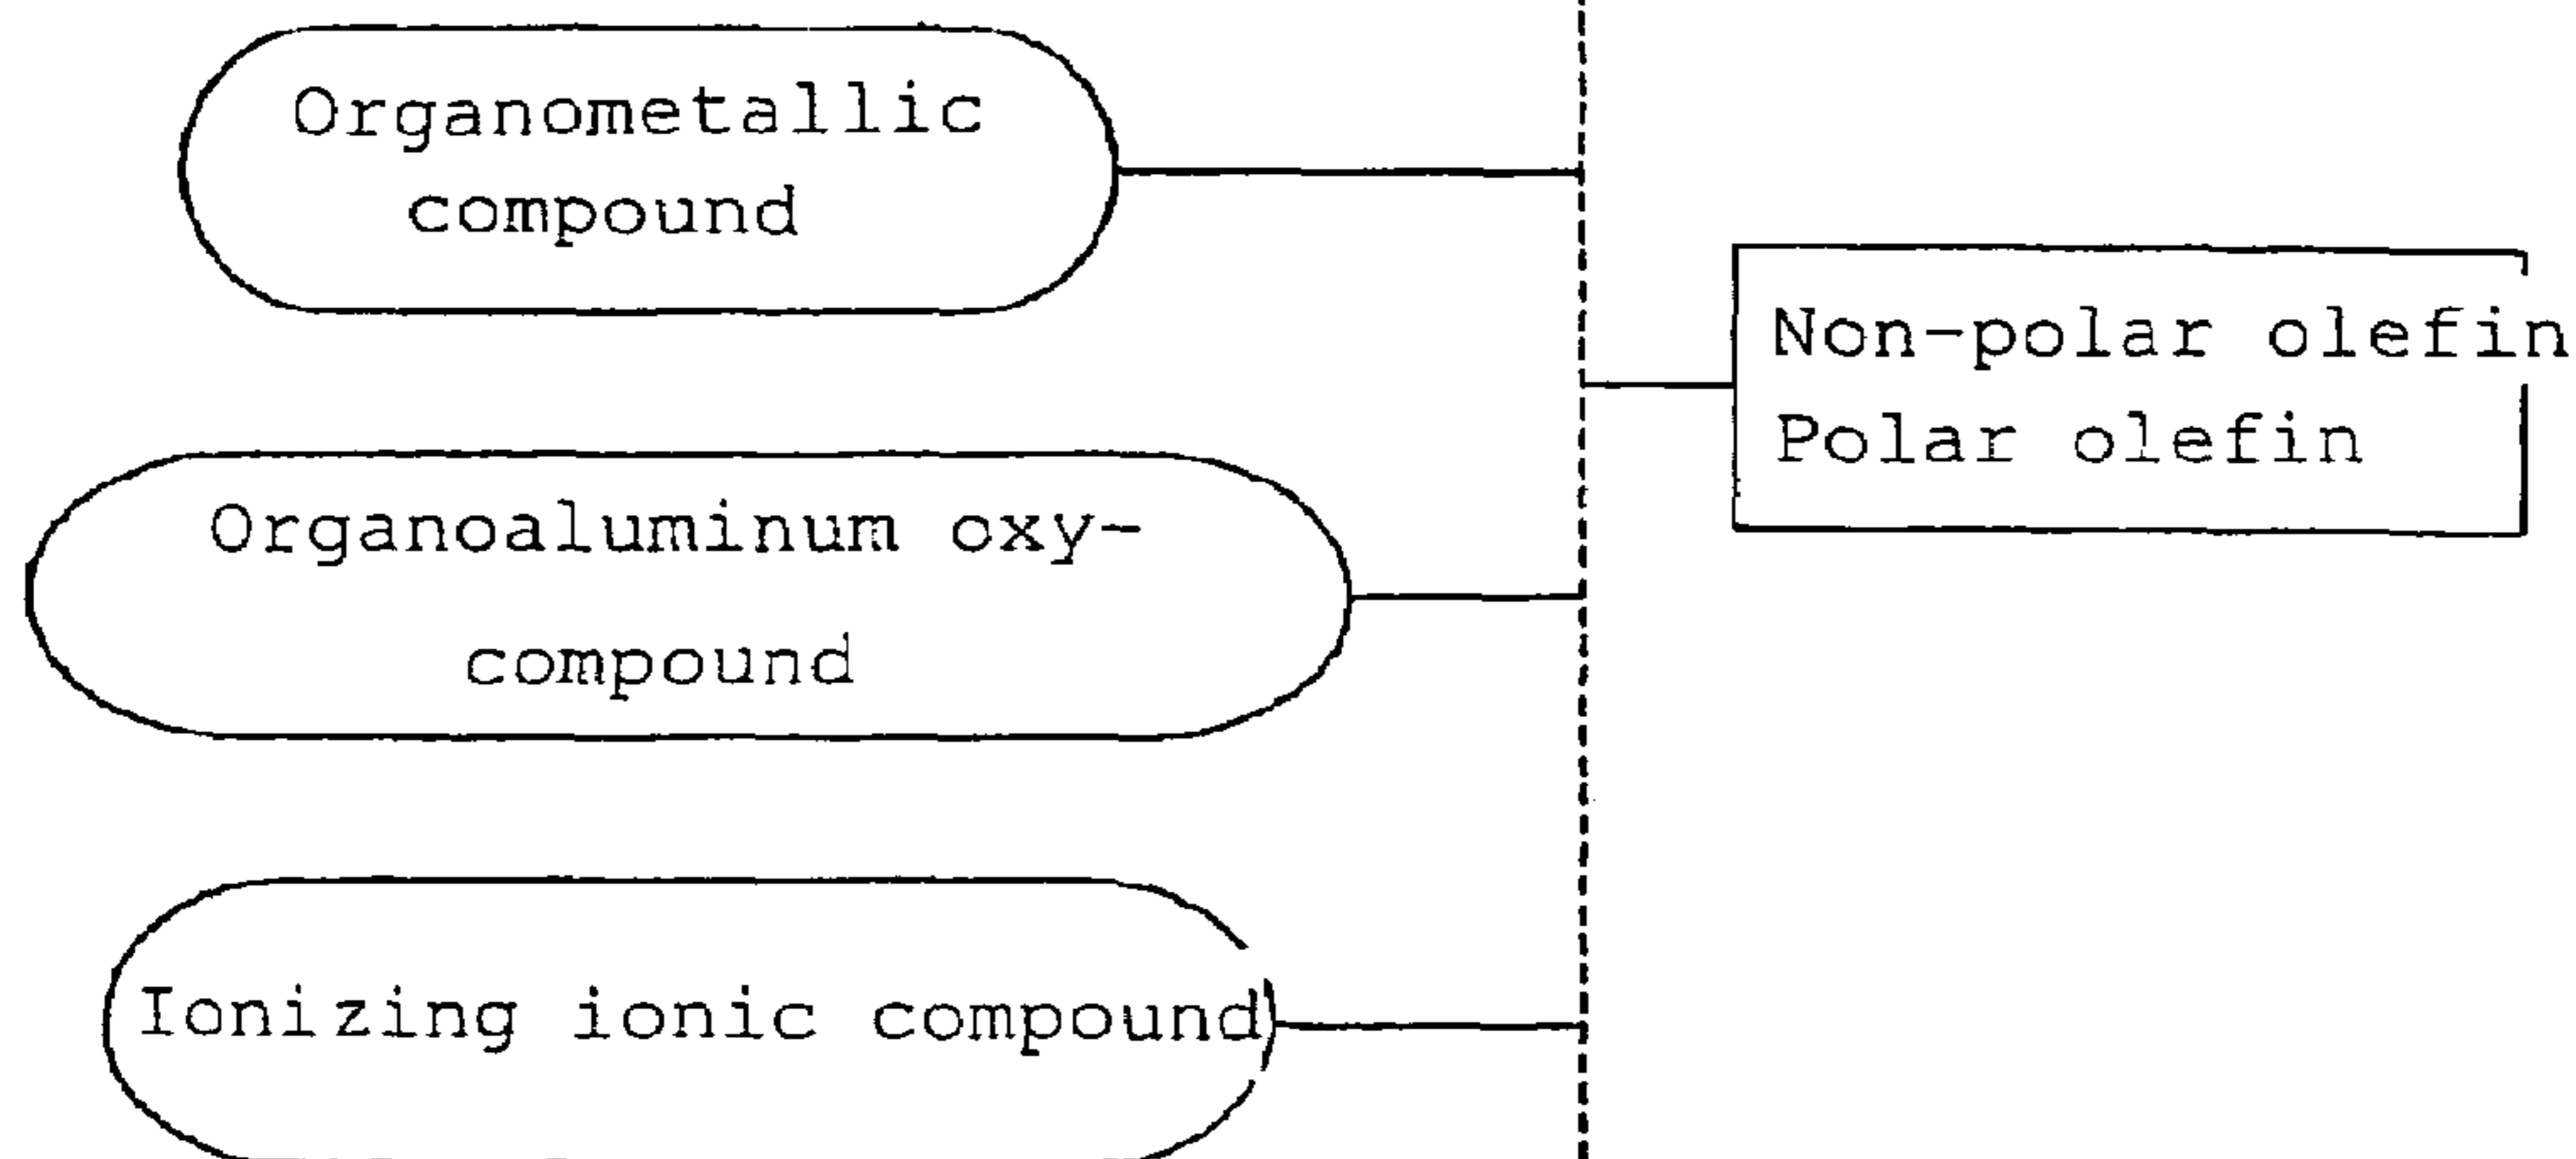 Organometallic
compound
Non-polar olefin
Polar olefin
Organoaluminum oxy-
compound
Ionizing ionic compound